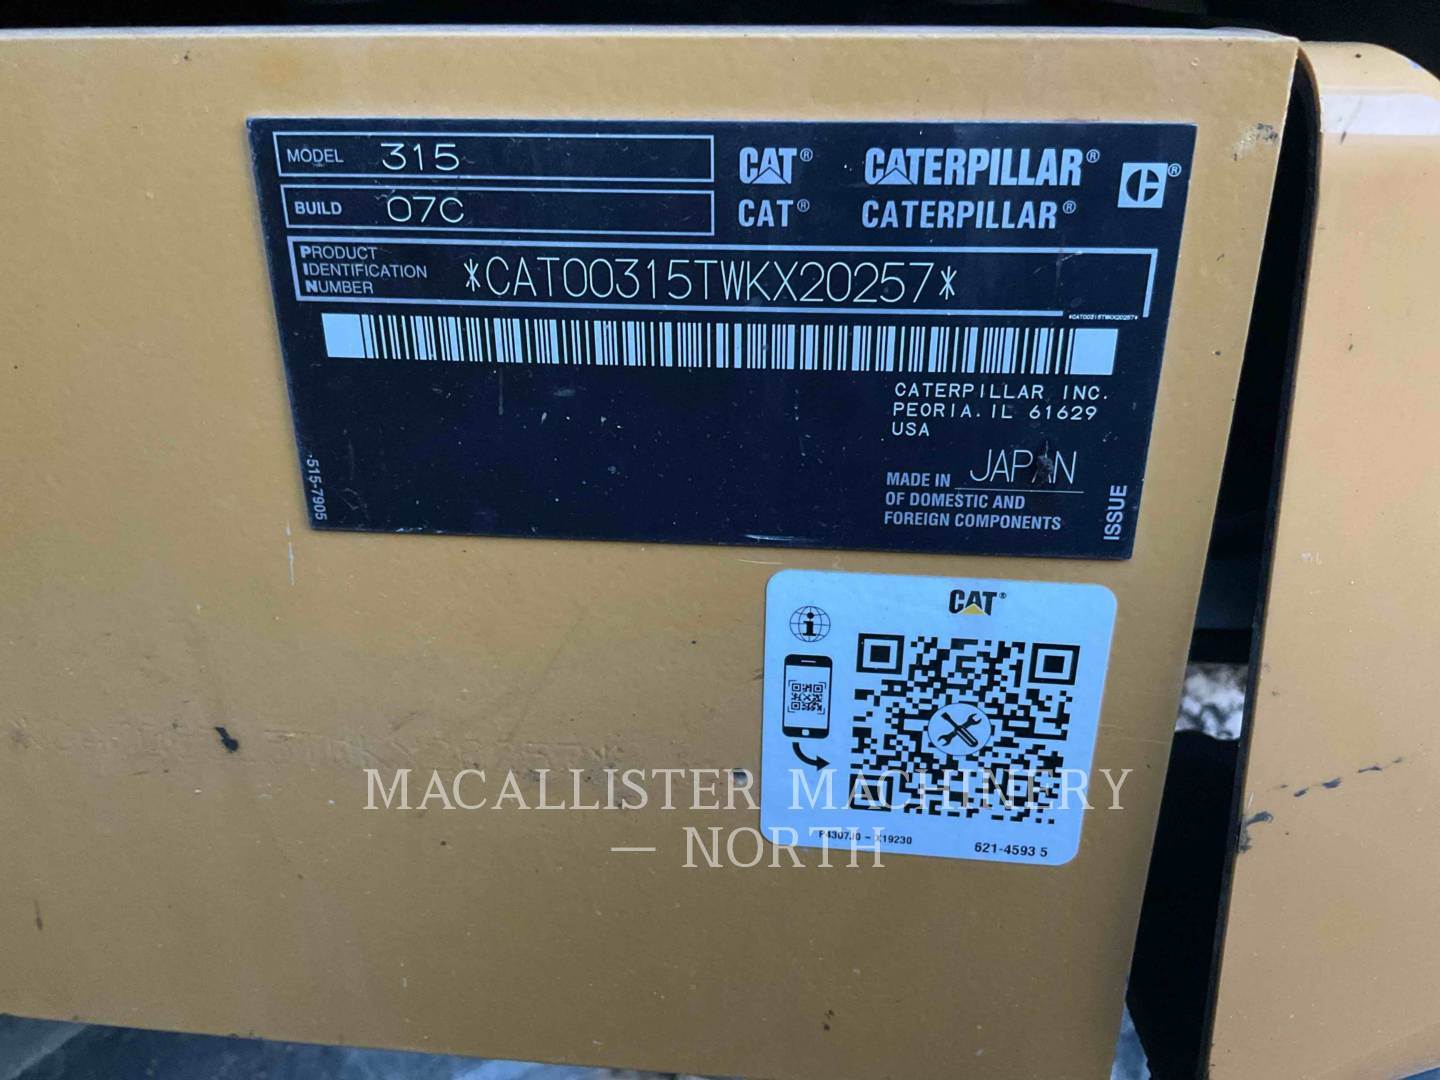 MODEL 315
BUILD 07C
CAT® CATERPILLAR® ®
CAT® CATERPILLAR®
PRODUCT
IDENTIFICATION
NUMBER
*CAT00315TWKX20257*
*CAT00315TWKX20257*
CATERPILLAR INC.
PEORIA. IL 61629
USA
MADE IN JAPAN
OF DOMESTIC AND
FOREIGN COMPONENTS
515-7905
ISSUE
CAT®
i
621-4593 5
MACALLISTER MACHINERY
— NORTH